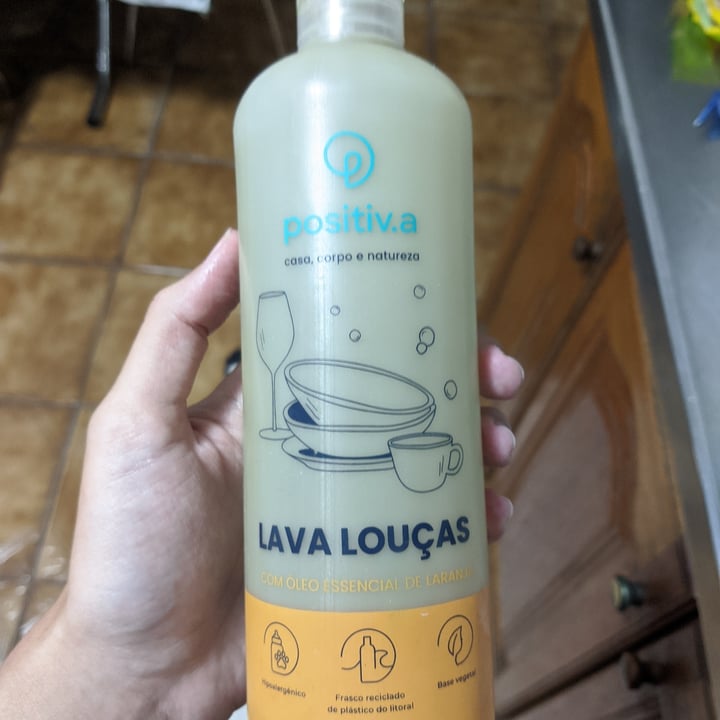 positiv.a
casa, corpo e natureza
LAVA LOUÇAS
COM ÓLEO ESSENCIAL DE LARANJA
Hipoalergênico
Frasco reciclado
de plástico do litoral
Base vegetal